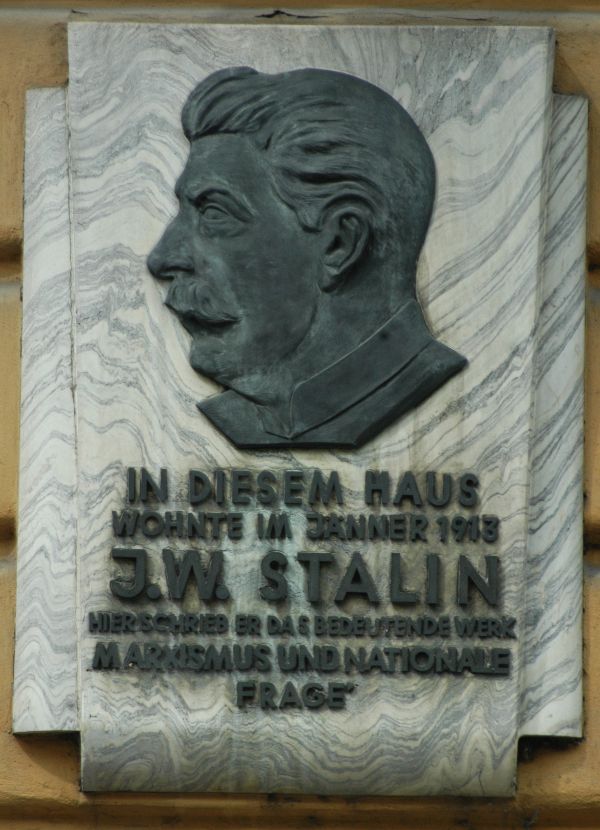 IN DIESEM HAUS
WOHNTE IM JÄNNER 1913
J.W. STALIN
HIER SCHRIEB ER DAS BEDEUTENDE WERK
"MARXISMUS UND NATIONALE
FRAGE"